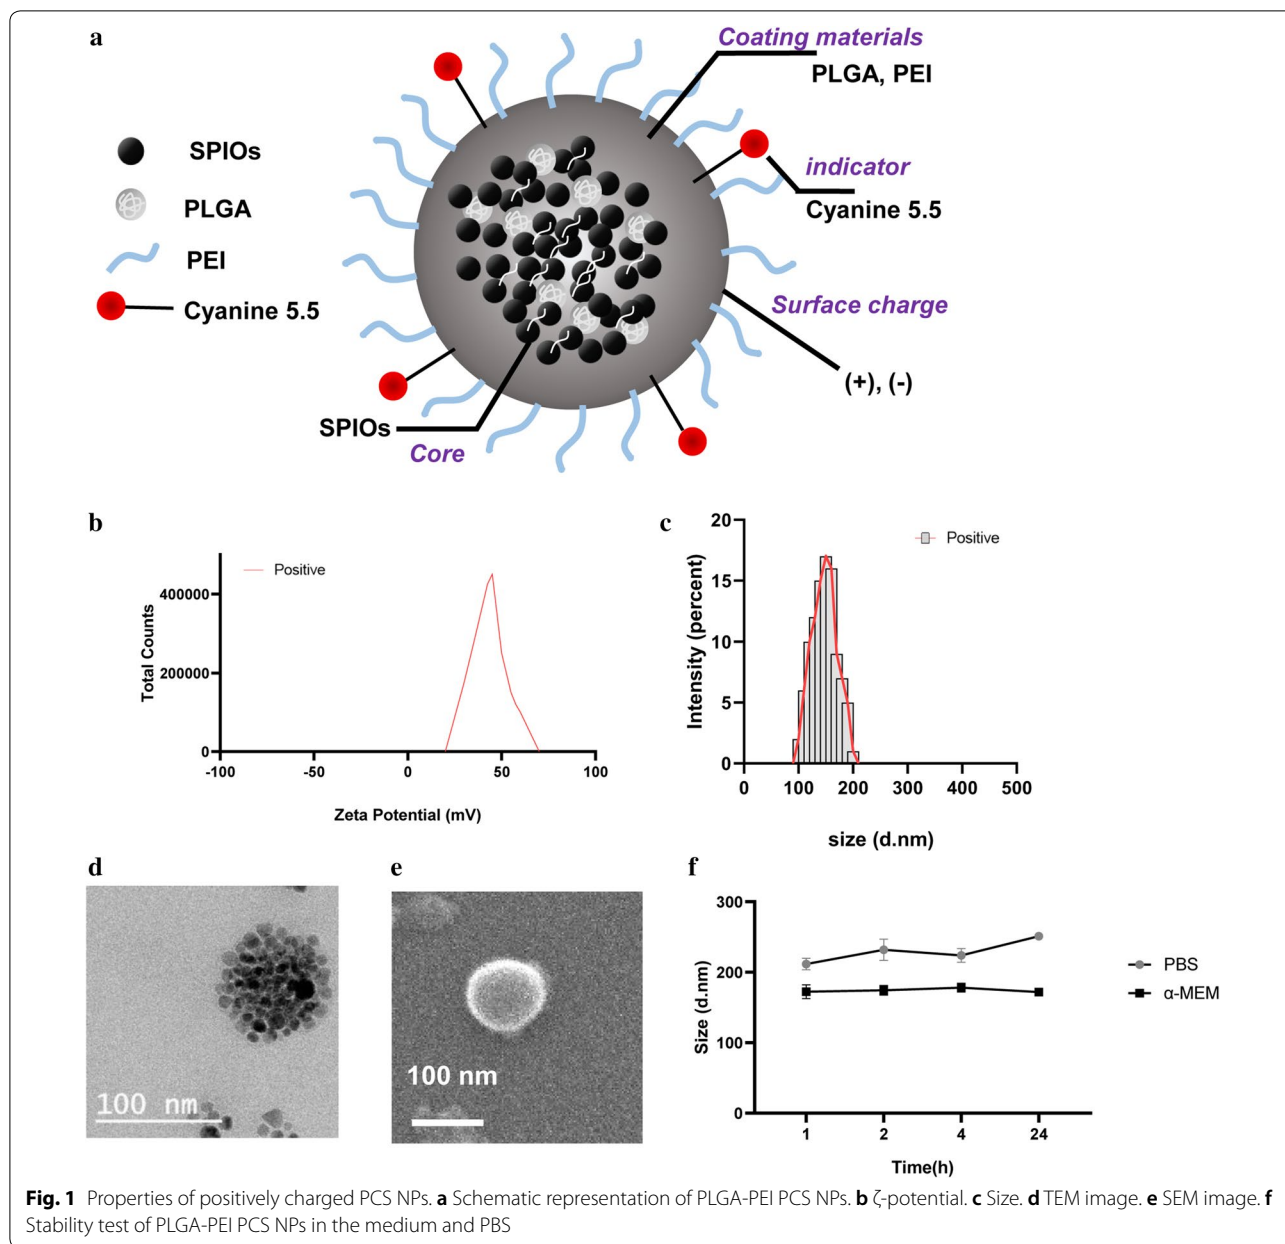 a
Coating materials
PLGA, PEI
SPIOs
PLGA
PEI
Cyanine 5.5
indicator
Cyanine 5.5
Surface charge
(+), (-)
SPIOs
Core
b
Positive
Total Counts
400000
200000
0
-100 -50 0 50 100
Zeta Potential (mV)
c
Positive
Intensity (percent)
20
15
10
5
0
0 100 200 300 400 500
size (d.nm)
d
100 nm
e
100 nm
f
Size (d.nm)
300
200
100
0
1 2 4 24
Time(h)
PBS
α-MEM
Fig. 1 Properties of positively charged PCS NPs. a Schematic representation of PLGA-PEI PCS NPs. b ζ-potential. c Size. d TEM image. e SEM image. f
Stability test of PLGA-PEI PCS NPs in the medium and PBS